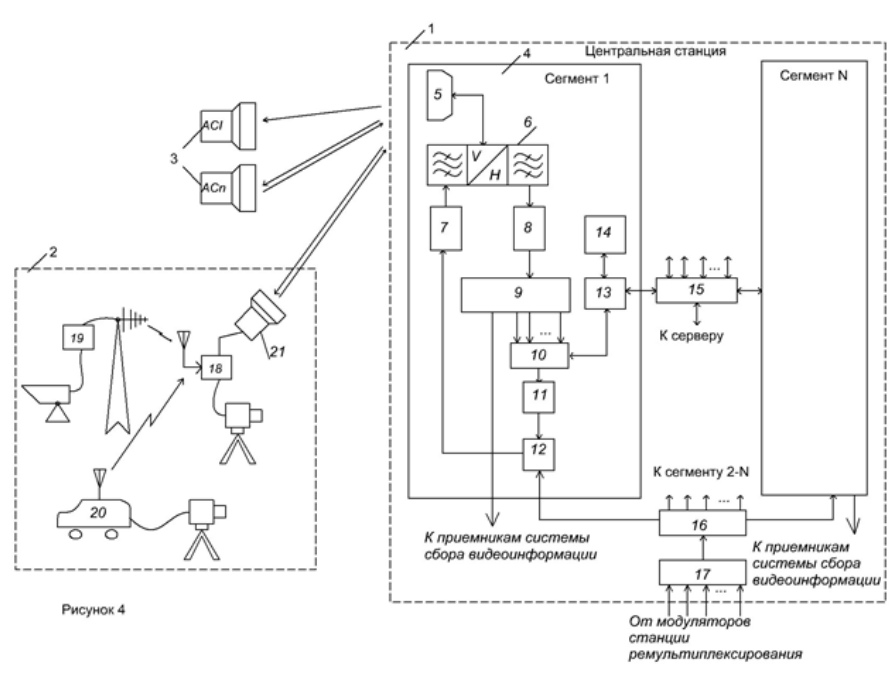 1
Центральная станция
4
Сегмент 1
Сегмент N
5
6
V
H
3
АСI
АСn
7
8
14
9
13
15
...
...
К серверу
10
11
12
2
19
18
21
20
К сегменту 2-N
...
16
К приемникам системы
сбора видеоинформации
К приемникам
системы сбора
видеоинформации
17
...
От модуляторов
станции
ремультиплексирования
Рисунок 4